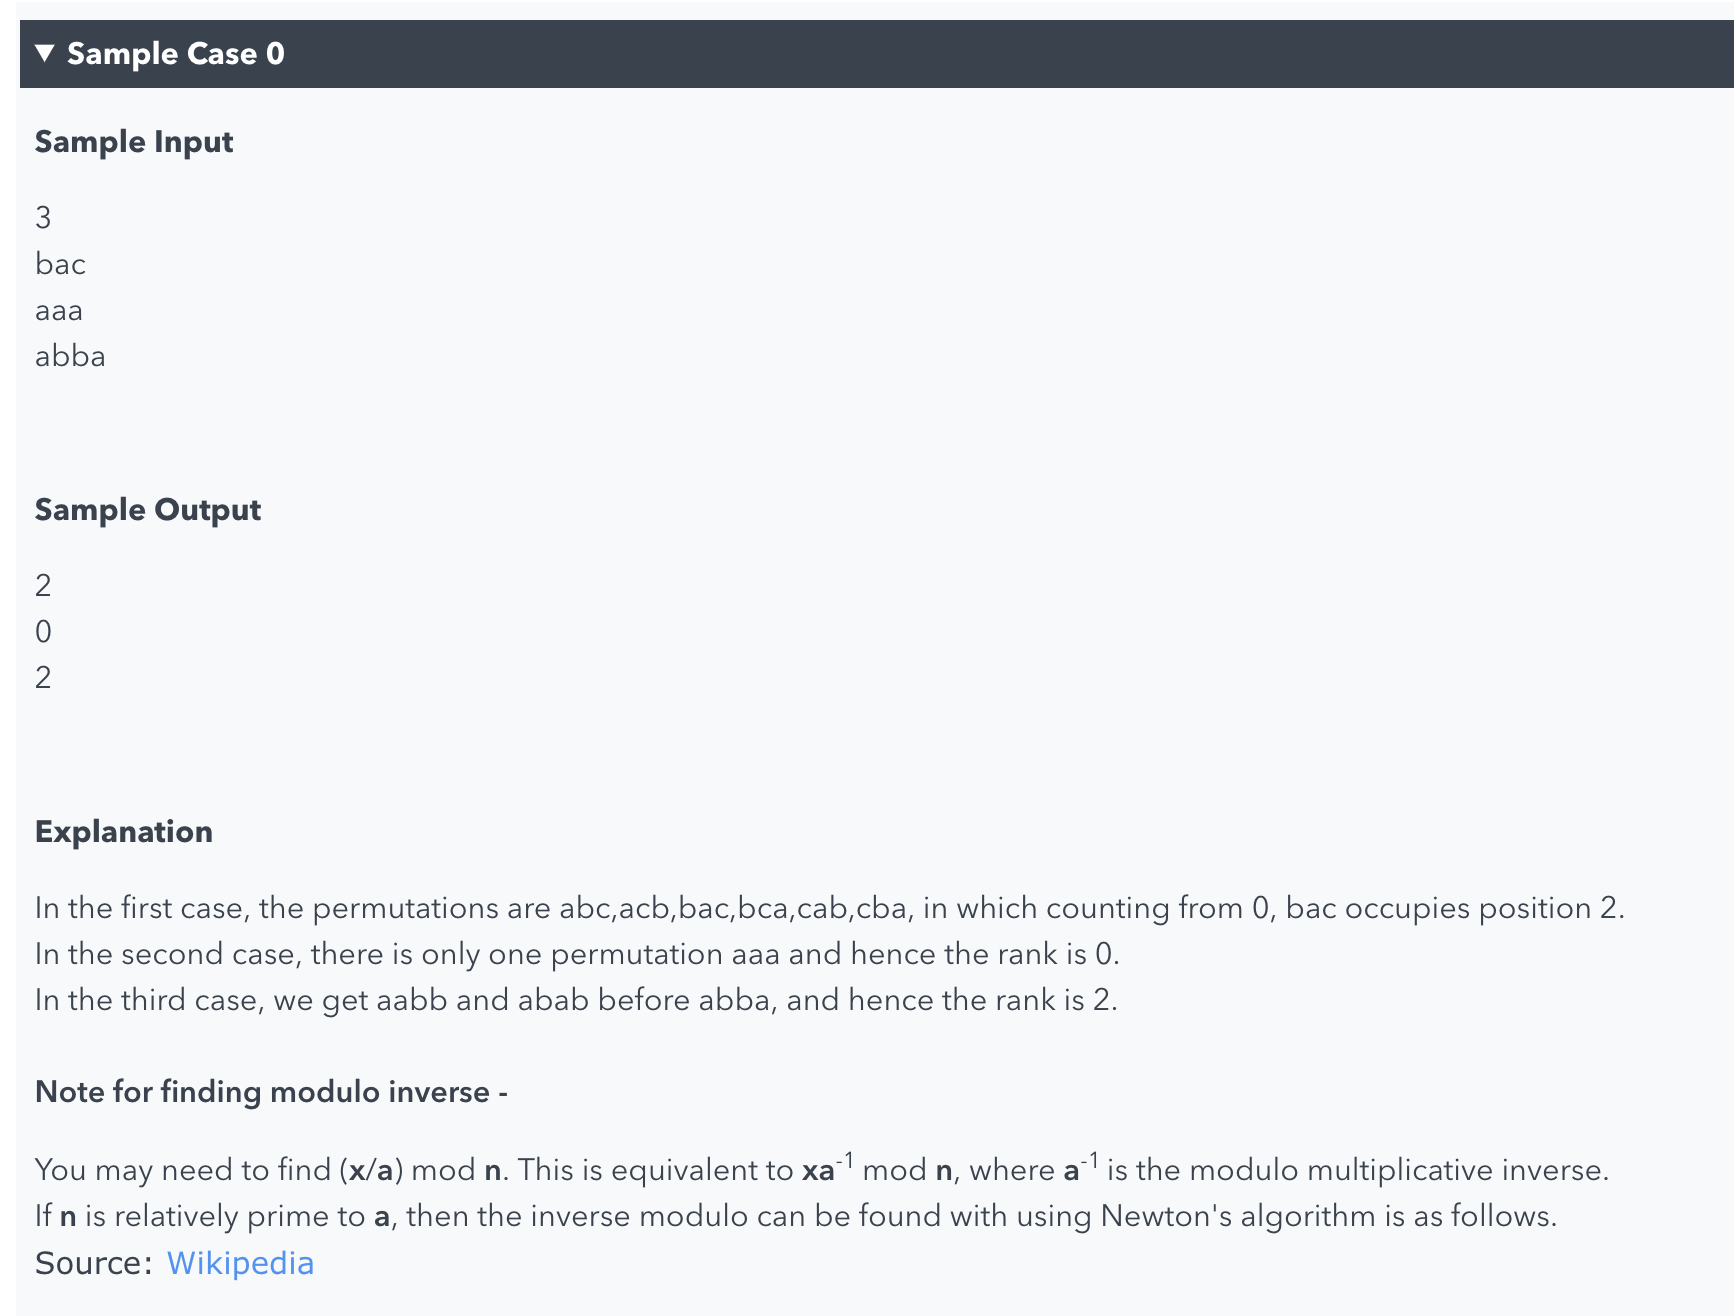 ▼ Sample Case 0
Sample Input
3
bac
aaa
abba
Sample Output
2
0
2
Explanation
In the first case, the permutations are abc,acb,bac,bca,cab,cba, in which counting from 0, bac occupies position 2.
In the second case, there is only one permutation aaa and hence the rank is 0.
In the third case, we get aabb and abab before abba, and hence the rank is 2.
Note for finding modulo inverse -
You may need to find (x/a) mod n. This is equivalent to xa⁻¹ mod n, where a⁻¹ is the modulo multiplicative inverse.
If n is relatively prime to a, then the inverse modulo can be found with using Newton's algorithm is as follows.
Source: Wikipedia